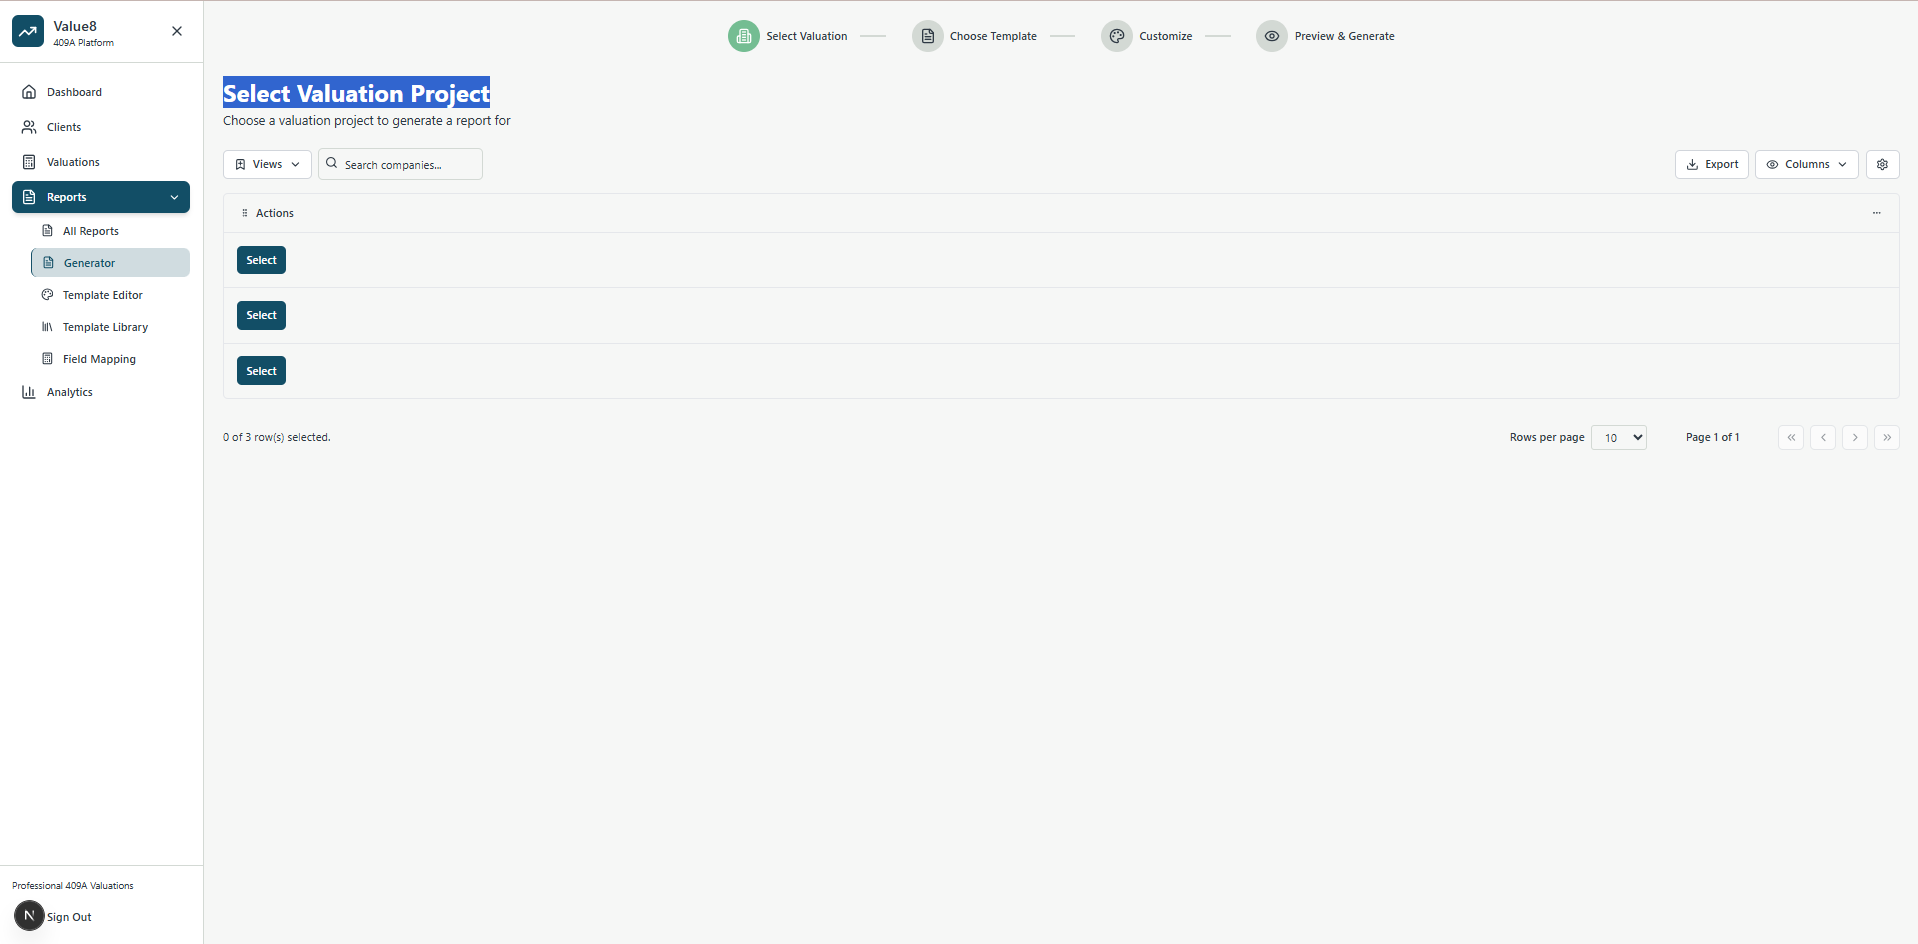 Value8
409A Platform
Dashboard
Clients
Valuations
Reports
All Reports
Generator
Template Editor
Template Library
Field Mapping
Analytics
Professional 409A Valuations
N
Sign Out
Select Valuation
Choose Template
Customize
Preview & Generate
Select Valuation Project
Choose a valuation project to generate a report for
Views
Search companies...
Export
Columns
Actions
Select
Select
Select
0 of 3 row(s) selected.
Rows per page
10
Page 1 of 1